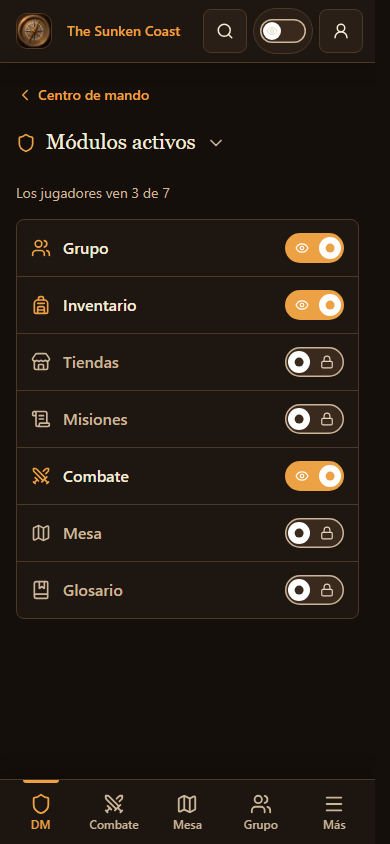 The Sunken Coast
Centro de mando
Módulos activos
Los jugadores ven 3 de 7
Grupo
Inventario
Tiendas
Misiones
Combate
Mesa
Glosario
DM
Combate
Mesa
Grupo
Más